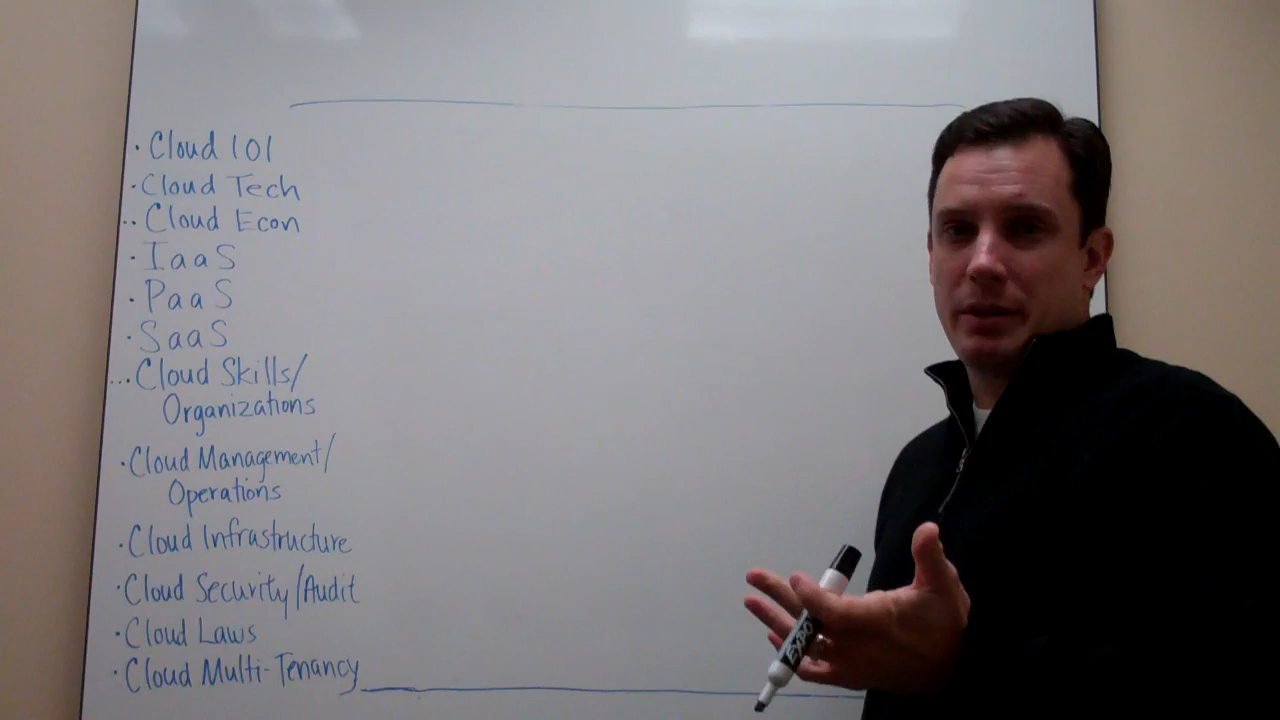 · Cloud 101
· Cloud Tech
.. Cloud Econ
· IaaS
· PaaS
· SaaS
... Cloud Skills/
Organizations
· Cloud Management/
Operations
· Cloud Infrastructure
· Cloud Security/Audit
· Cloud Laws
· Cloud Multi-Tenancy
EXPO